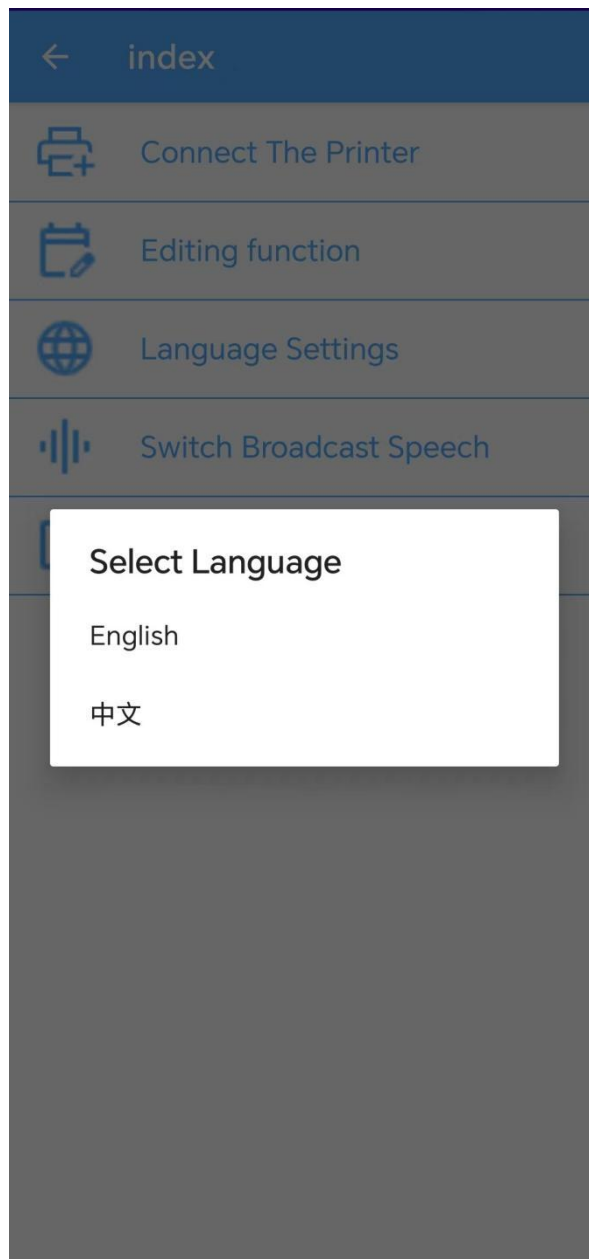 index
Connect The Printer
Editing function
Language Settings
Switch Broadcast Speech
Select Language
English
中文